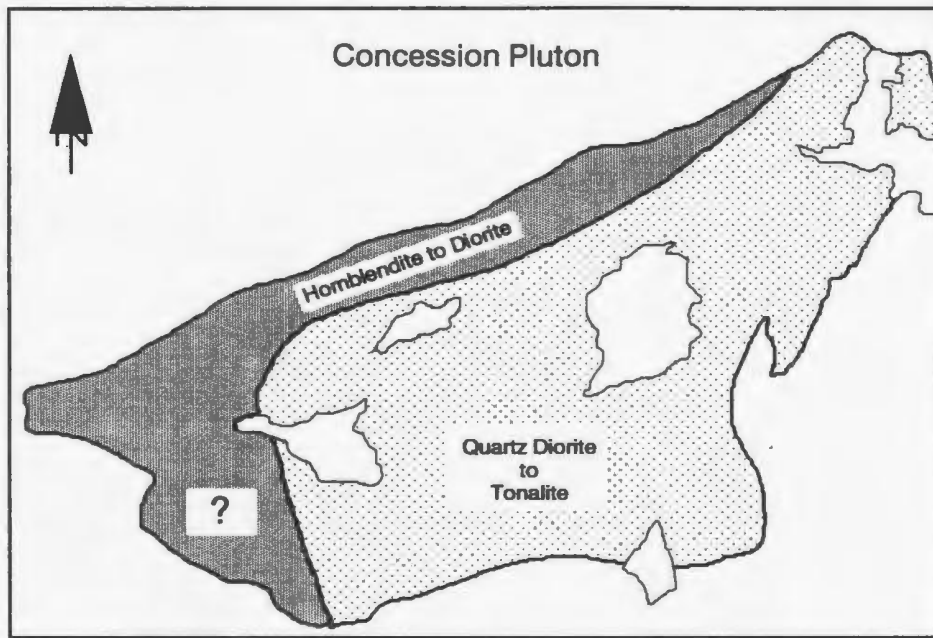 Concession Pluton
N
Hornblendite to Diorite
Quartz Diorite
to
Tonalite
?